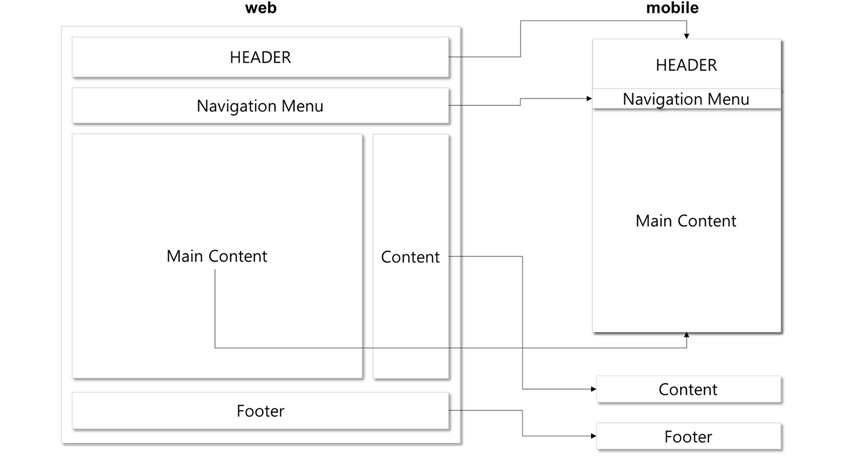 web
HEADER
Navigation Menu
Main Content
Content
Footer
mobile
HEADER
Navigation Menu
Main Content
Content
Footer